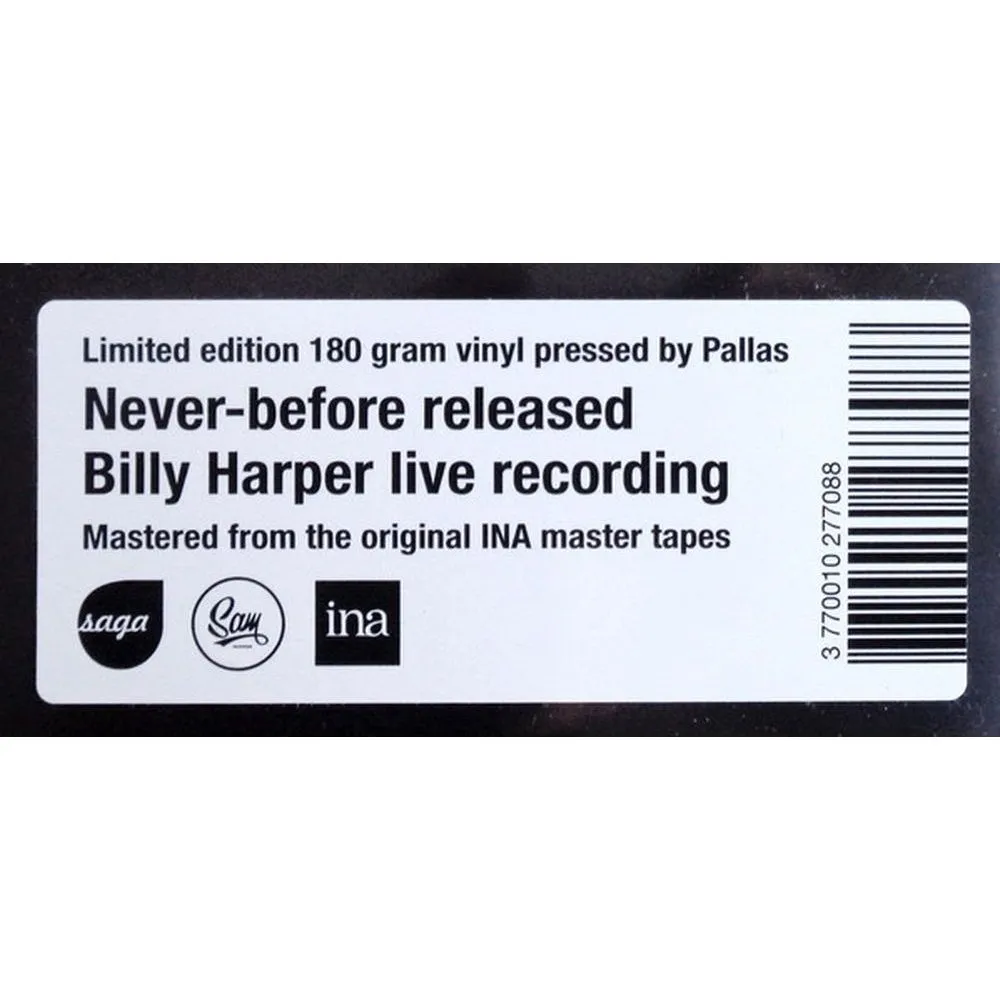 Limited edition 180 gram vinyl pressed by Pallas
Never-before released
Billy Harper live recording
Mastered from the original INA master tapes
saga
Sam
ina
3 770010 277088